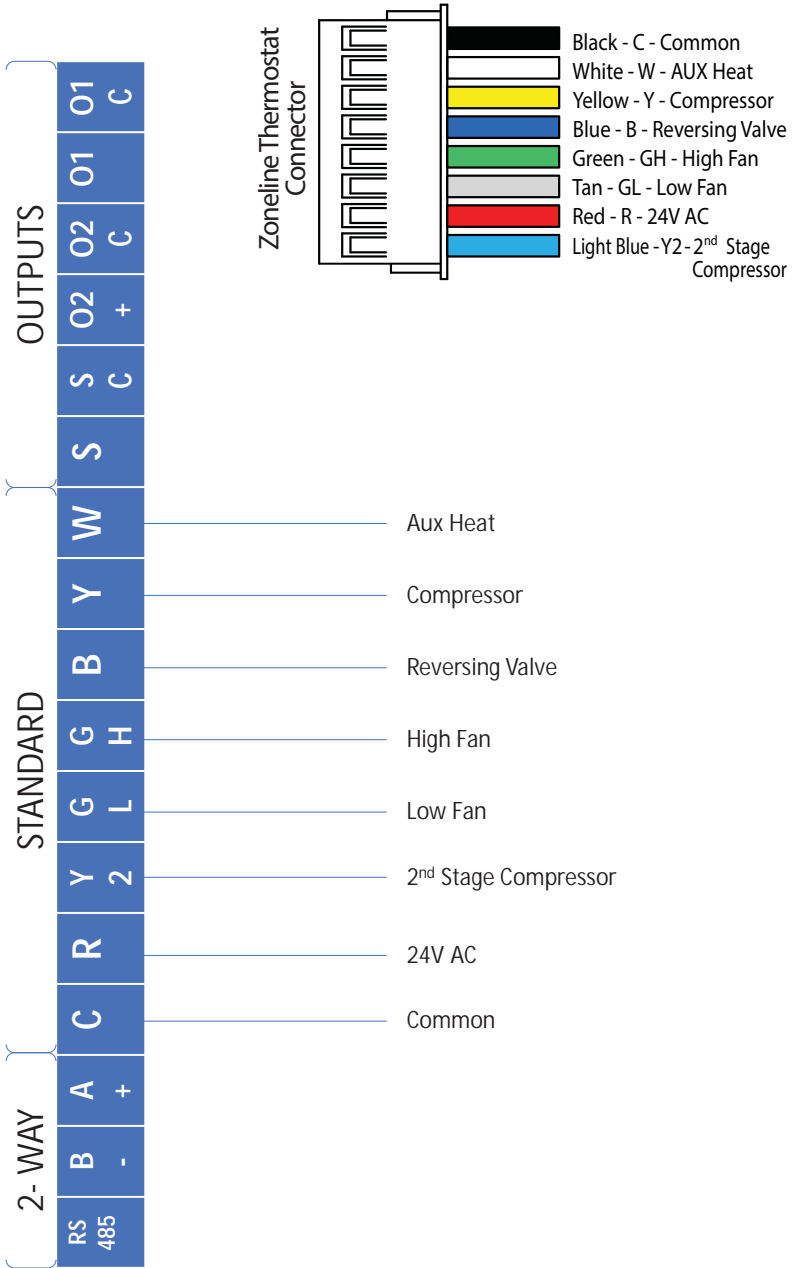 Zoneline Thermostat
Connector
Black - C - Common
White - W - AUX Heat
Yellow - Y - Compressor
Blue - B - Reversing Valve
Green - GH - High Fan
Tan - GL - Low Fan
Red - R - 24V AC
Light Blue - Y2 - 2nd Stage
Compressor
OUTPUTS
O1 C
O1
O2 C
O2 +
S C
S
STANDARD
W
Aux Heat
Y
Compressor
B
Reversing Valve
G H
High Fan
G L
Low Fan
Y 2
2nd Stage Compressor
R
24V AC
C
Common
2- WAY
A +
B -
RS
485